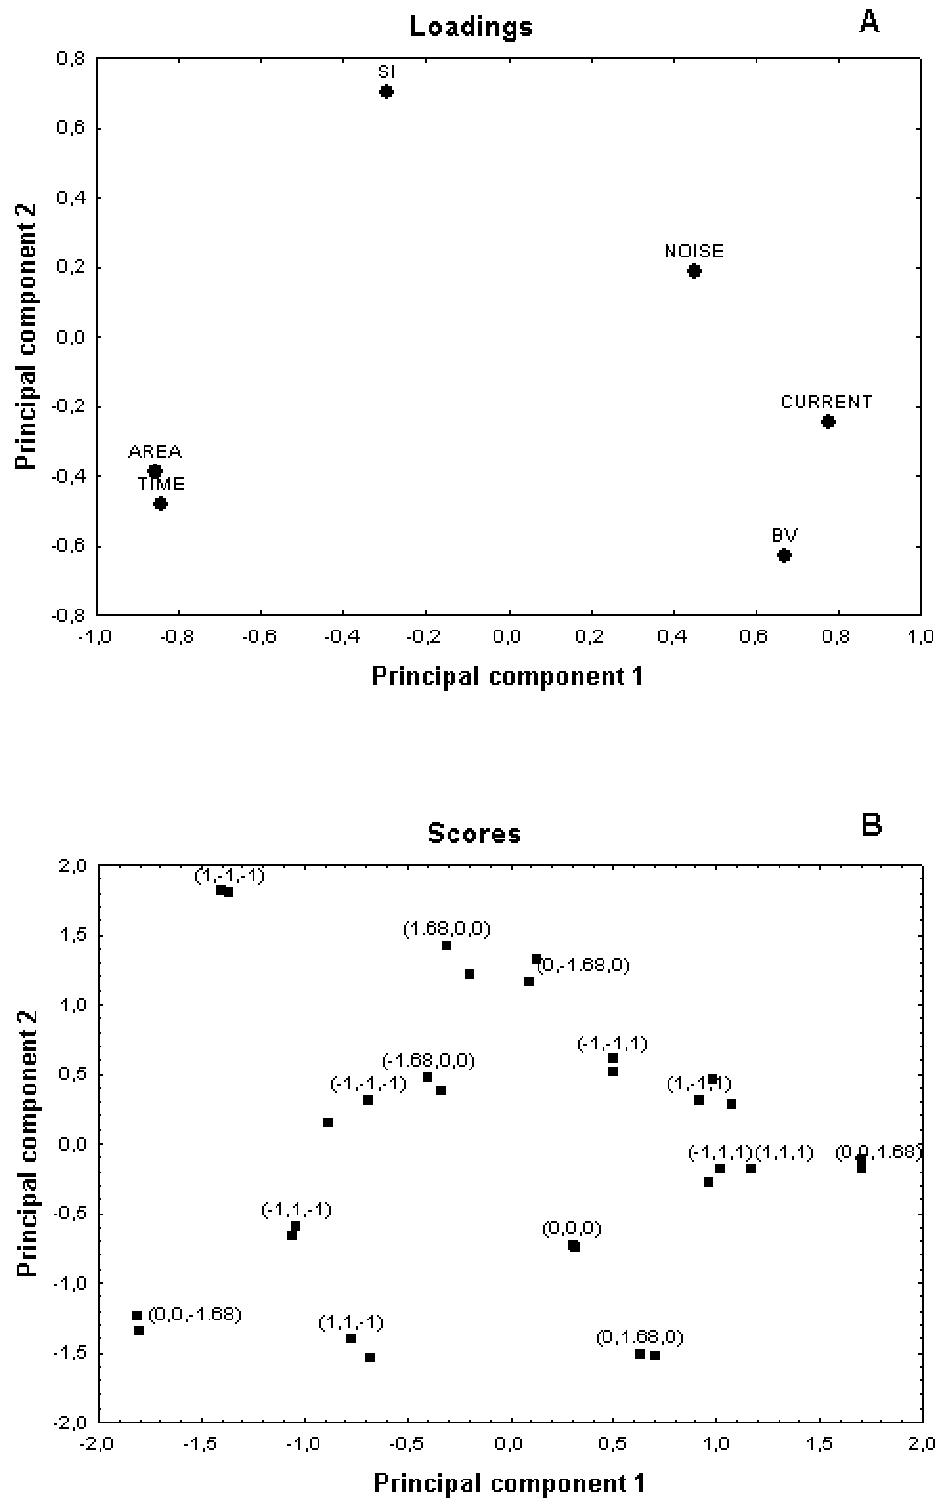 Loadings A
0,8
SI
0,6
0,4
NOISE
0,2
0,0
-0,2
CURRENT
AREA
-0,4
TIME
BV
-0,6
-0,8
-1,0 -0,8 -0,6 -0,4 -0,2 0,0 0,2 0,4 0,6 0,8 1,0
Principal component 2
Principal component 1
Scores B
2,0
(1,-1,-1)
1,5
(1.68,0,0)
(0,-1.68,0)
1,0
(-1,-1,1)
(-1.68,0,0)
0,5
(-1,-1,-1) (1,-1,1)
0,0
(-1,1,1) (1,1,1) (0,0,1.68)
-0,5
(-1,1,-1)
(0,0,0)
-1,0
(0,0,-1.68)
(1,1,-1)
(0,1.68,0)
-1,5
-2,0
-2,0 -1,5 -1,0 -0,5 0,0 0,5 1,0 1,5 2,0
Principal component 2
Principal component 1